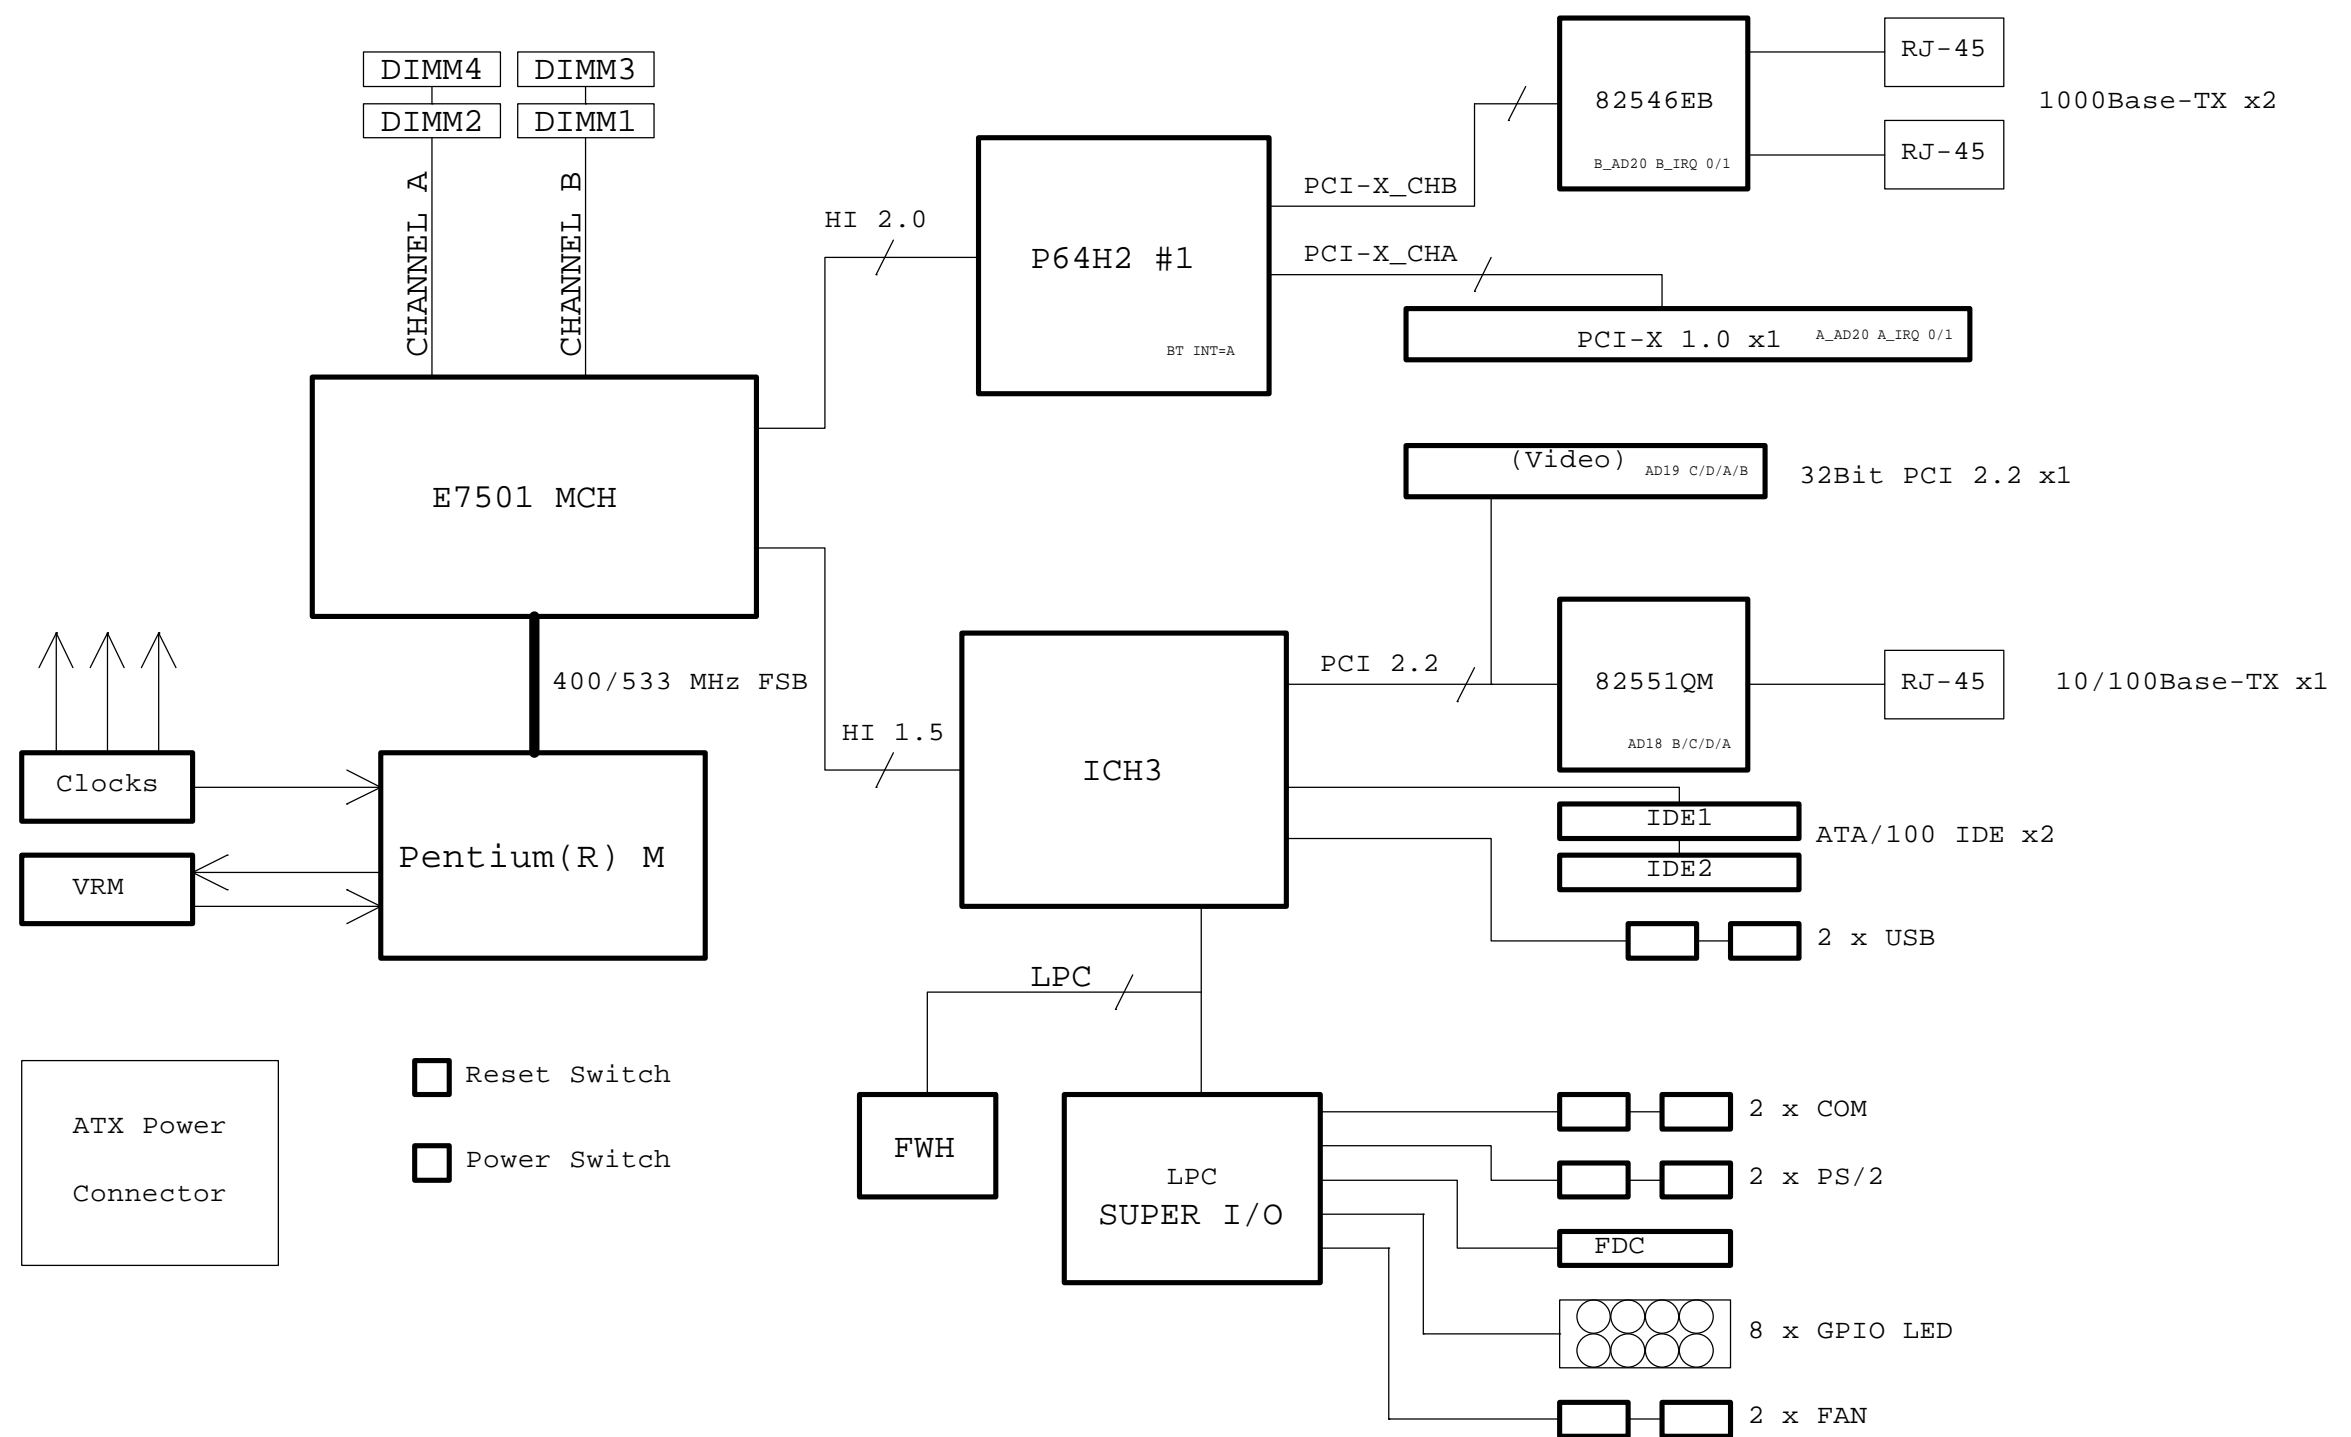 DIMM4
DIMM3
DIMM2
DIMM1
CHANNEL A
CHANNEL B
E7501 MCH
HI 2.0
P64H2 #1
BT INT=A
PCI-X_CHB
PCI-X_CHA
82546EB
B_AD20 B_IRQ 0/1
RJ-45
RJ-45
1000Base-TX x2
PCI-X 1.0 x1
A_AD20 A_IRQ 0/1
(Video)
AD19 C/D/A/B
32Bit PCI 2.2 x1
400/533 MHz FSB
HI 1.5
ICH3
PCI 2.2
82551QM
AD18 B/C/D/A
RJ-45
10/100Base-TX x1
IDE1
IDE2
ATA/100 IDE x2
2 x USB
Clocks
VRM
Pentium(R) M
LPC
ATX Power
Connector
Reset Switch
Power Switch
FWH
LPC
SUPER I/O
2 x COM
2 x PS/2
FDC
8 x GPIO LED
2 x FAN